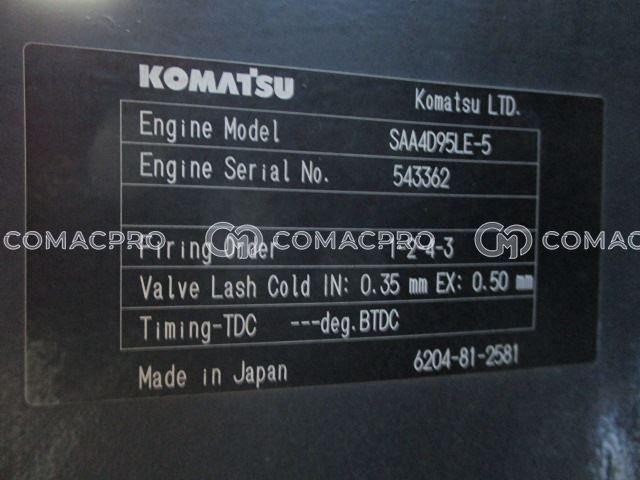 KOMATSU
Komatsu LTD.
Engine Model SAA4D95LE-5
Engine Serial No. 543362
COMACPRO COMACPRO COMACPRO
Firing Order 1-2-4-3
Valve Lash Cold IN: 0.35 mm EX: 0.50 mm
Timing-TDC ---deg.BTDC
Made in Japan 6204-81-2581